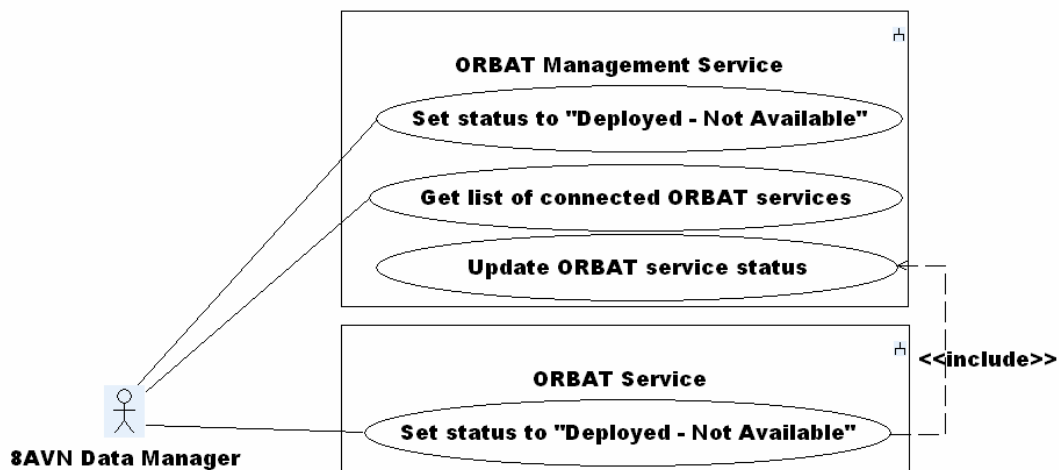 ORBAT Management Service
Set status to "Deployed - Not Available"
Get list of connected ORBAT services
Update ORBAT service status
<<include>>
ORBAT Service
Set status to "Deployed - Not Available"
8AVN Data Manager